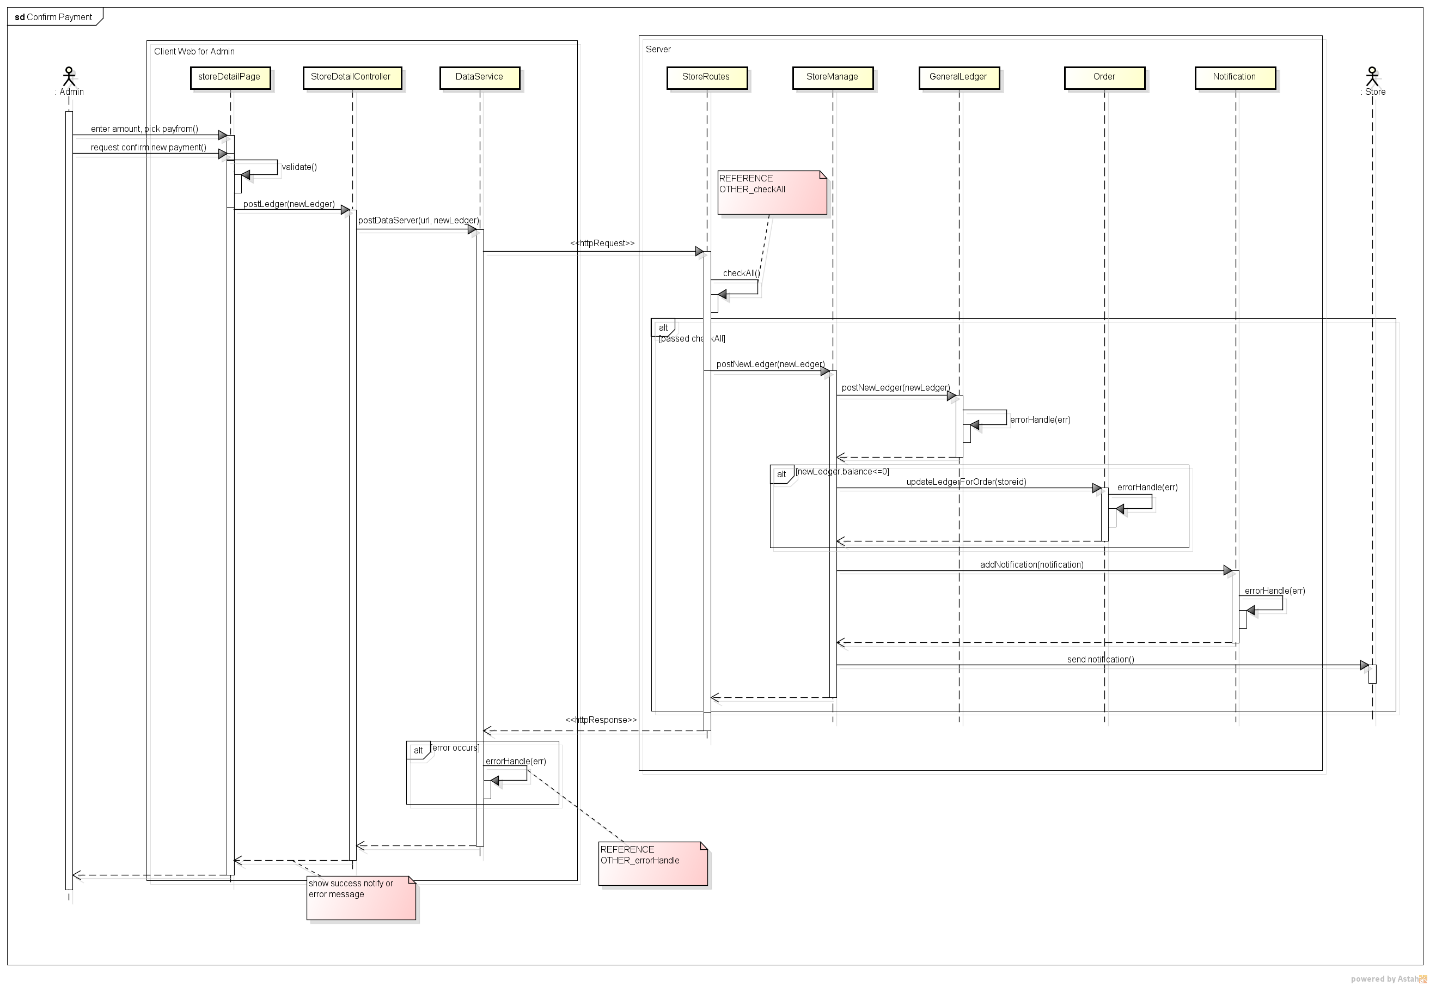 sd Confirm Payment
Client Web for Admin
Server
: Admin
storeDetailPage
StoreDetailController
DataService
StoreRoutes
StoreManage
GeneralLedger
Order
Notification
: Store
enter amount, pick payfrom()
request confirm new payment()
validate()
postLedger(newLedger)
postDataServer(url, newLedger)
<<httpRequest>>
REFERENCE
OTHER_checkAll
checkAll()
alt
[passed checkAll]
postNewLedger(newLedger)
postNewLedger(newLedger)
errorHandle(err)
alt
[newLedger.balance<=0]
updateLedgerForOrder(storeid)
errorHandle(err)
addNotification(notification)
errorHandle(err)
send notification()
<<httpResponse>>
alt
[error occurs]
errorHandle(err)
REFERENCE
OTHER_errorHandle
show success notify or
error message
powered by Astah